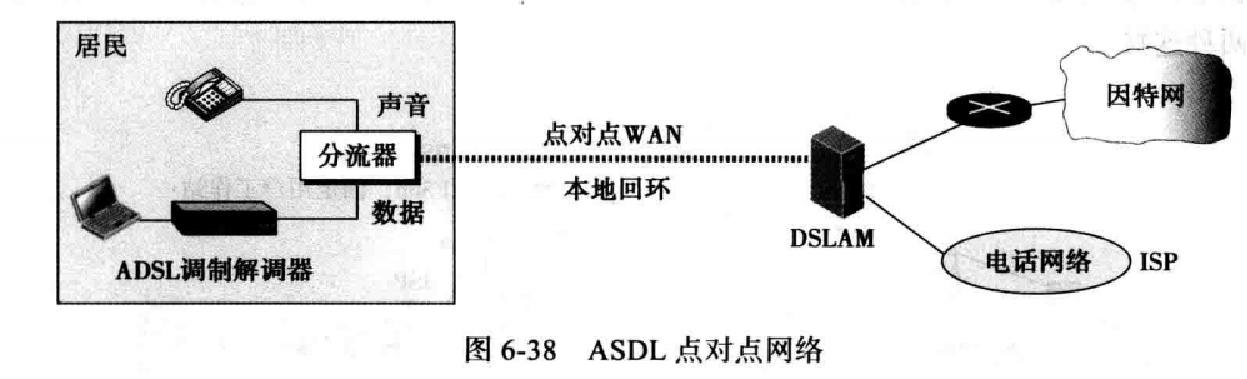 居民
声音
分流器
数据
ADSL调制解调器
点对点WAN
本地回环
DSLAM
因特网
电话网络
ISP
图 6-38 ASDL 点对点网络